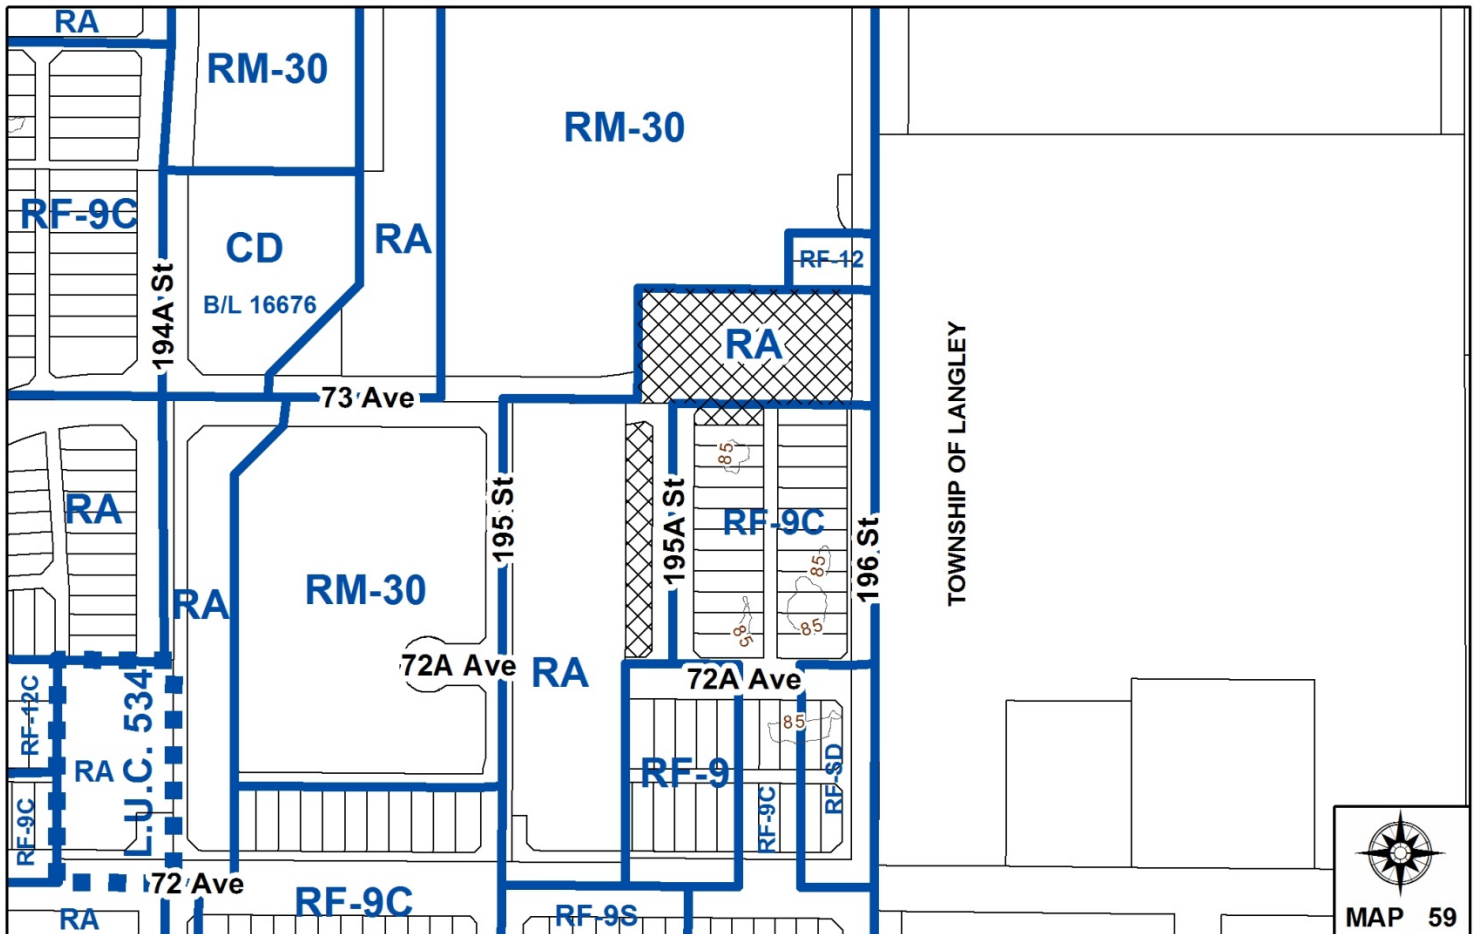 RA
RM-30
RM-30
RF-9C
CD
B/L 16676
RA
RF-12
194A St
RA
73 Ave
TOWNSHIP OF LANGLEY
85
RA
195 St
195A St
RF-9C
196 St
85
RA
RM-30
85
85
72A Ave
RA
72A Ave
RF-12C
L.U.C. 534
RA
85
RF-9
RF-SD
RF-9C
RF-9C
72 Ave
RF-9C
RA
RF-9S
MAP 59